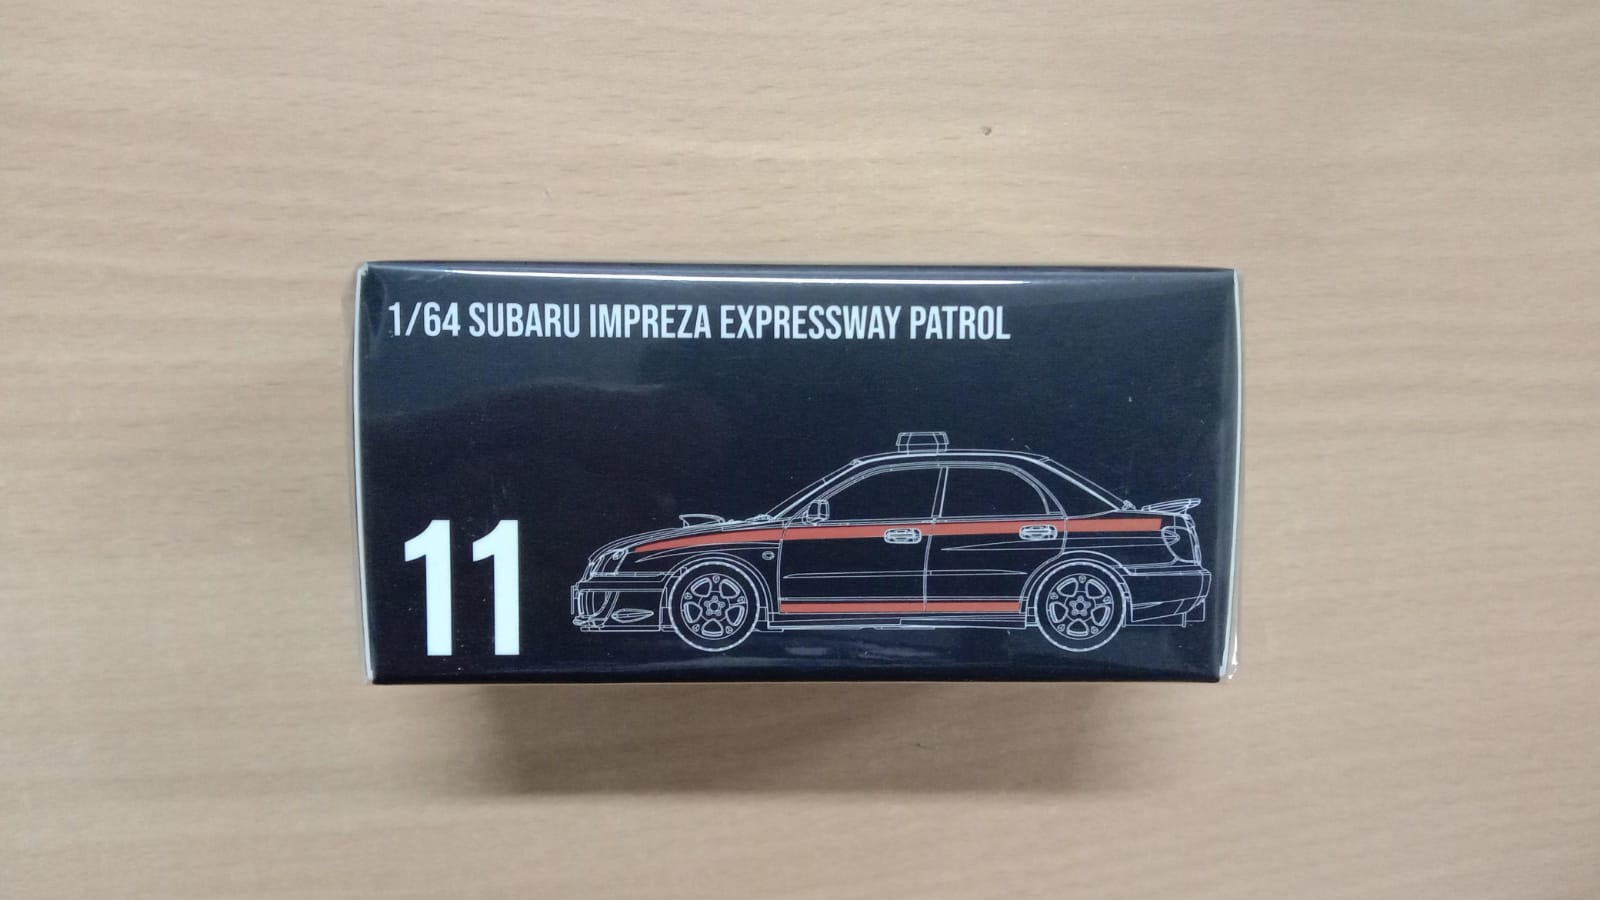 1/64 SUBARU IMPREZA EXPRESSWAY PATROL
11